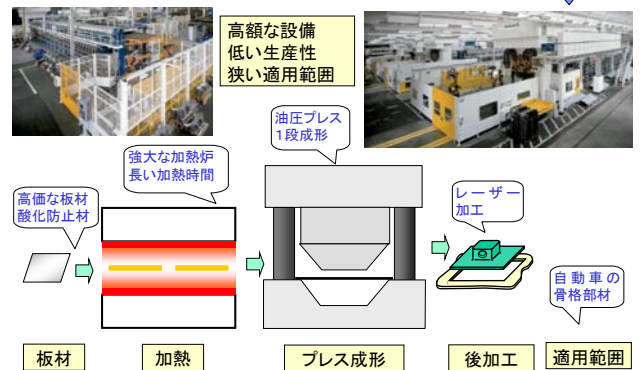 高額な設備
低い生産性
狭い適用範囲
油圧プレス
1段成形
強大な加熱炉
長い加熱時間
高価な板材
酸化防止材
レーザー
加工
自動車の
骨格部材
板材
加熱
プレス成形
後加工
適用範囲